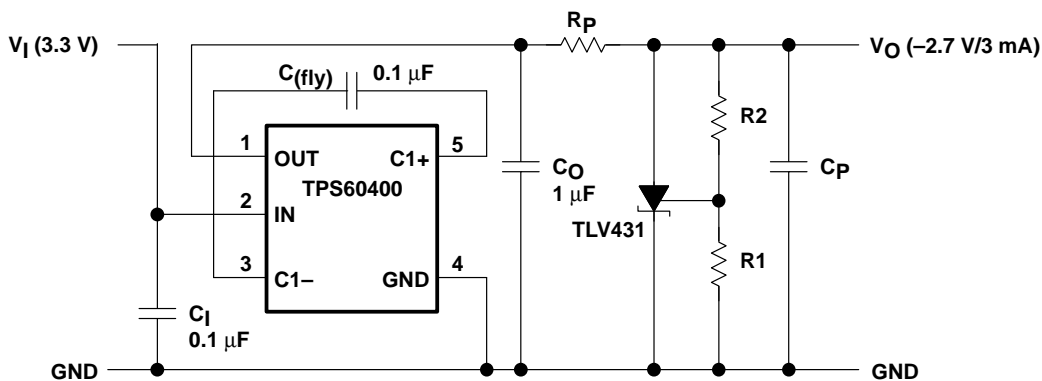 V_I (3.3 V)
R_P
V_O (–2.7 V/3 mA)
C_(fly)
0.1 μF
R2
1
OUT
C1+
5
TPS60400
C_O
1 μF
C_P
2
IN
TLV431
3
C1–
GND
4
R1
C_I
0.1 μF
GND
GND